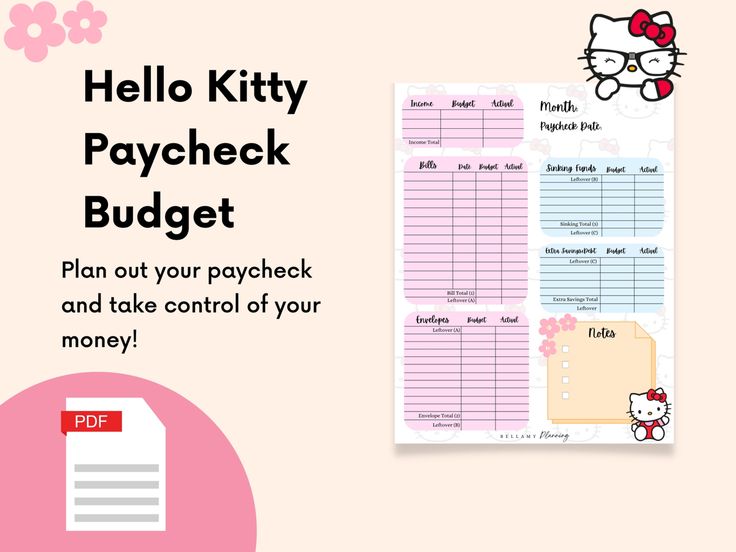 Hello Kitty
Paycheck
Budget
Plan out your paycheck
and take control of your
money!
PDF
Income Budget Actual
Income Total
Month:
Paycheck Date:
Bills Date Budget Actual
Bill Total (1)
Leftover (A)
Envelopes Budget Actual
Leftover (A)
Envelope Total (2)
Leftover (B)
Sinking Funds Budget Actual
Leftover (B)
Sinking Total (3)
Leftover (C)
Extra Savings/Debt Budget Actual
Leftover (C)
Extra Savings Total
Leftover
Notes
BELLAMY Planning